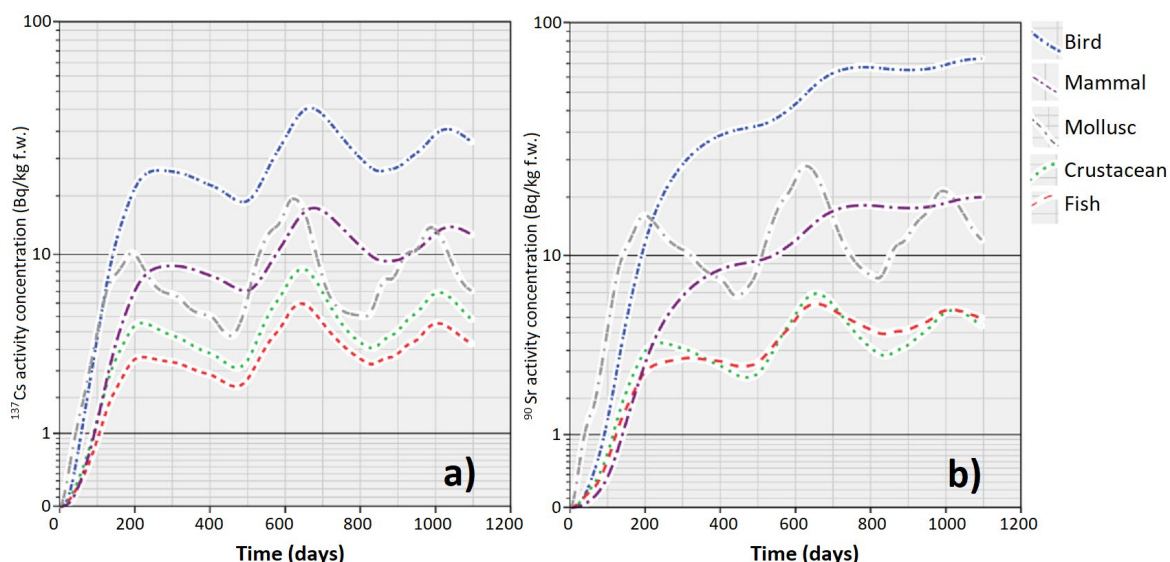 100
10
1
0
0
200
400
600
800
1000
1200
Time (days)
137Cs activity concentration (Bq/kg f.w.)
a)
100
10
1
0
0
200
400
600
800
1000
1200
Time (days)
90 Sr activity concentration (Bq/kg f.w.)
b)
Bird
Mammal
Mollusc
Crustacean
Fish